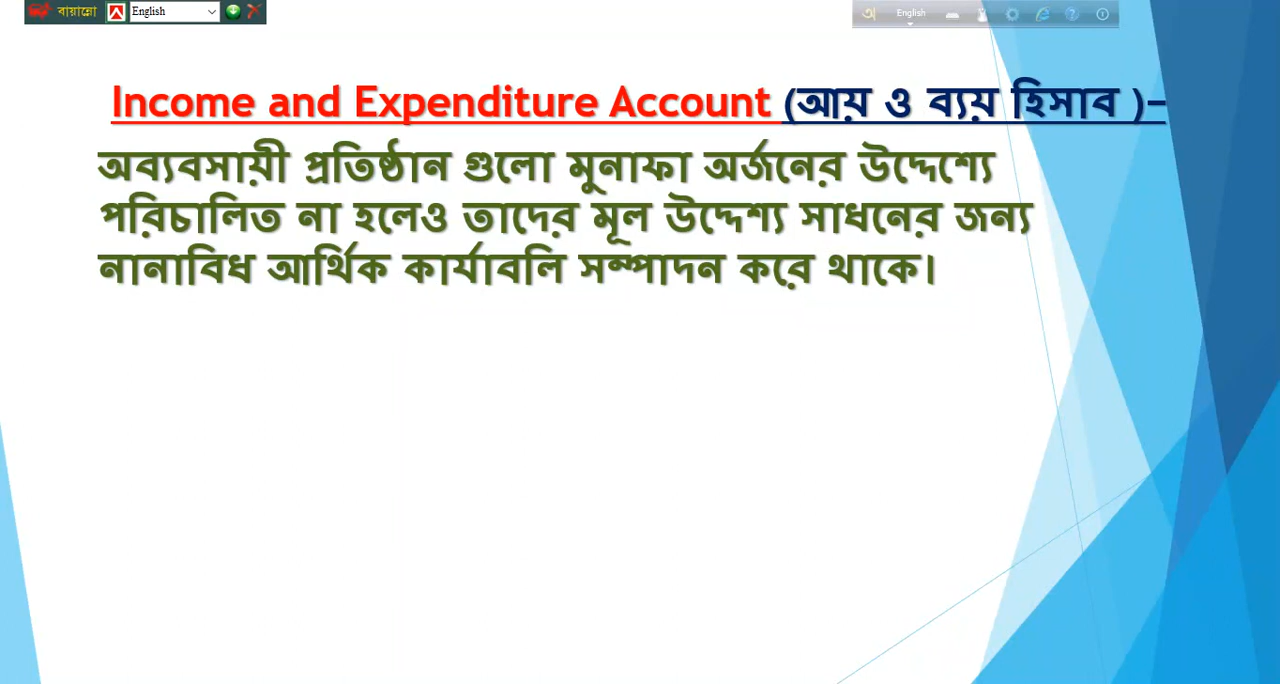 বায়ান্নো English
অ English
Income and Expenditure Account (আয় ও ব্যয় হিসাব )–
অব্যবসায়ী প্রতিষ্ঠান গুলো মুনাফা অর্জনের উদ্দেশ্যে
পরিচালিত না হলেও তাদের মূল উদ্দেশ্য সাধনের জন্য
নানাবিধ আর্থিক কার্যাবলি সম্পাদন করে থাকে।